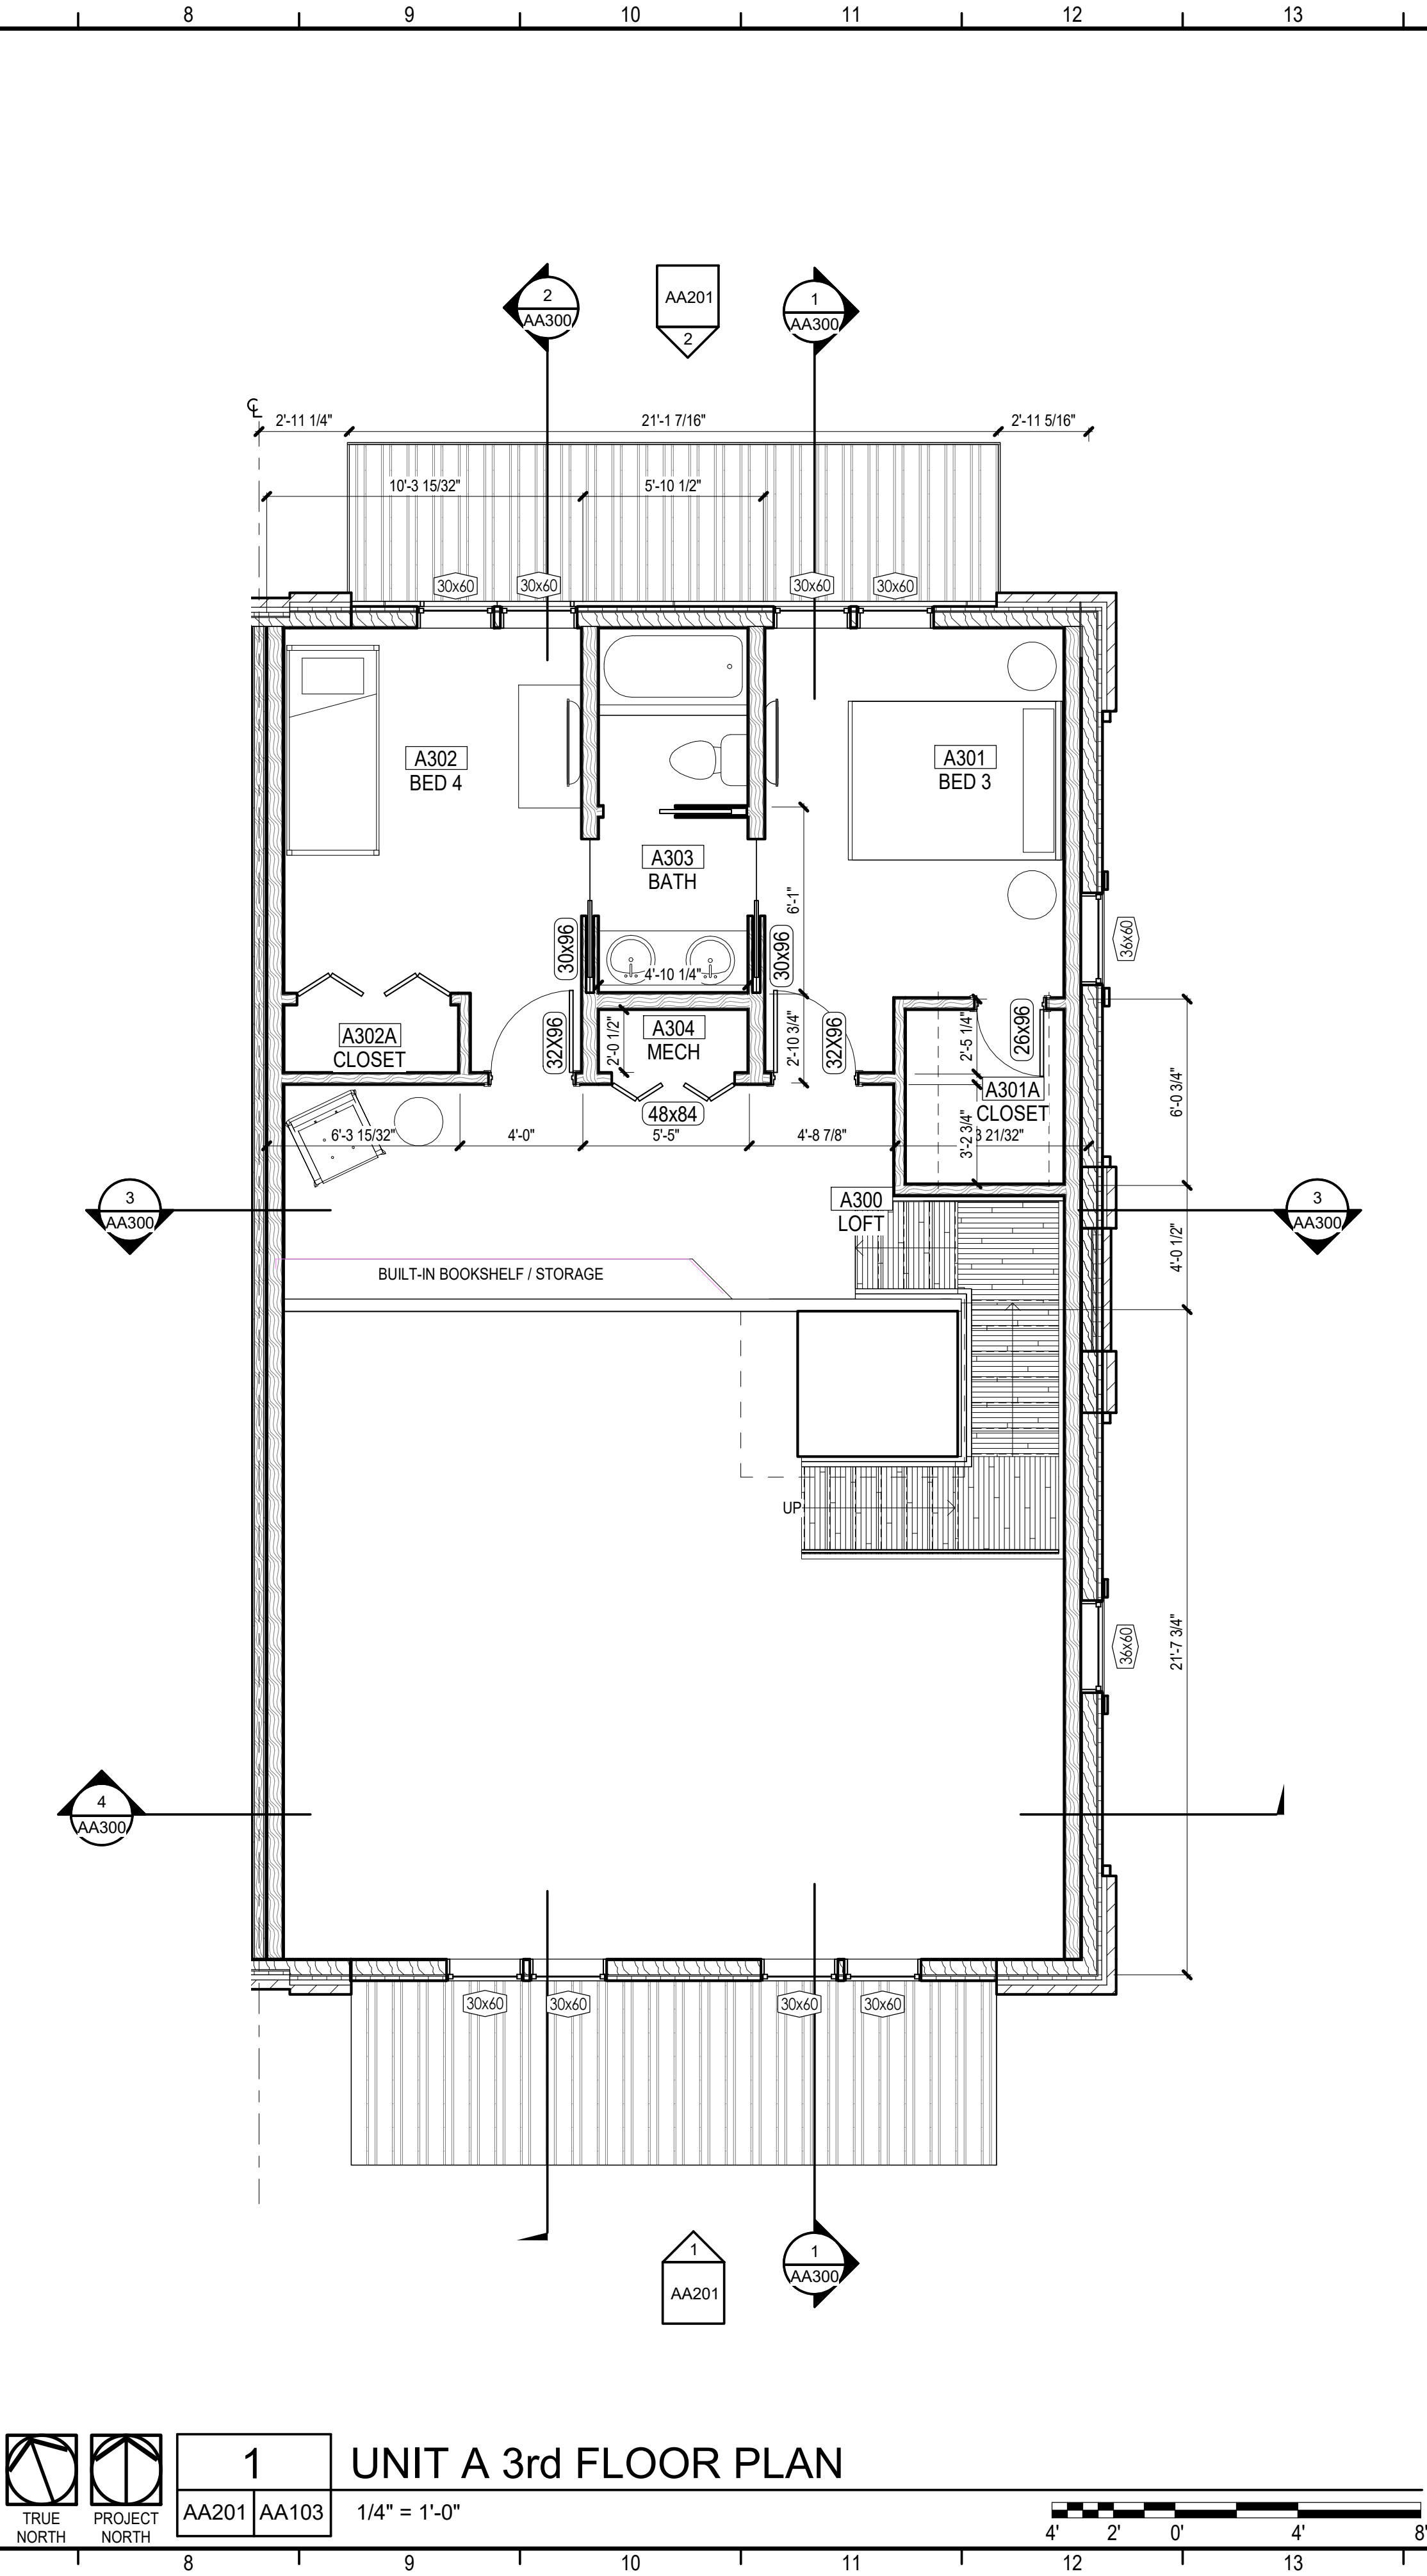 8 9 10 11 12 13
2
AA300
AA201
2
1
AA300
℄
2'-11 1/4" 21'-1 7/16" 2'-11 5/16"
10'-3 15/32" 5'-10 1/2"
30x60 30x60 30x60 30x60
A302
BED 4
A301
BED 3
A303
BATH
6'-1"
36x60
30x96 30x96
4'-10 1/4"
A302A
CLOSET
32X96
2'-0 1/2"
A304
MECH
2'-10 3/4"
32X96
2'-5 1/4"
26x96
A301A
CLOSET
48x84
6'-0 3/4"
6'-3 15/32" 4'-0" 5'-5" 4'-8 7/8" 21/32"
3'-2 3/4"
3
AA300
A300
LOFT
3
AA300
4'-0 1/2"
BUILT-IN BOOKSHELF / STORAGE
UP
36x60
21'-7 3/4"
4
AA300
30x60 30x60 30x60 30x60
1
AA201
1
AA300
1
UNIT A 3rd FLOOR PLAN
AA201 AA103
1/4" = 1'-0"
TRUE
NORTH
PROJECT
NORTH
4' 2' 0' 4' 8'
8 9 10 11 12 13